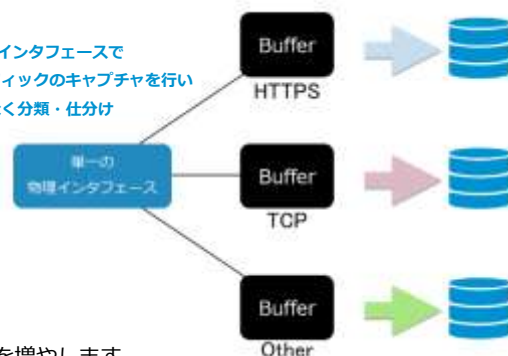 インタフェースで
ィックのキャプチャを行い
く分類・仕分け
Buffer
HTTPS
単一の
物理インタフェース
Buffer
TCP
Buffer
Other
を増やします